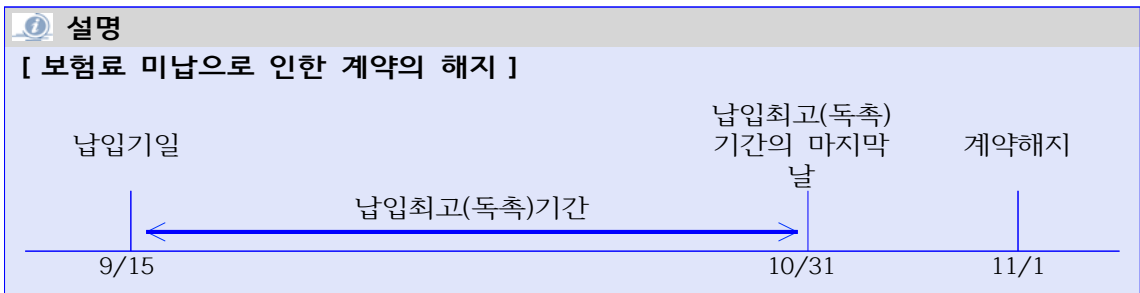 설명
[ 보험료 미납으로 인한 계약의 해지 ]
납입기일
납입최고(독촉)
기간의 마지막
날
계약해지
납입최고(독촉)기간
9/15
10/31
11/1